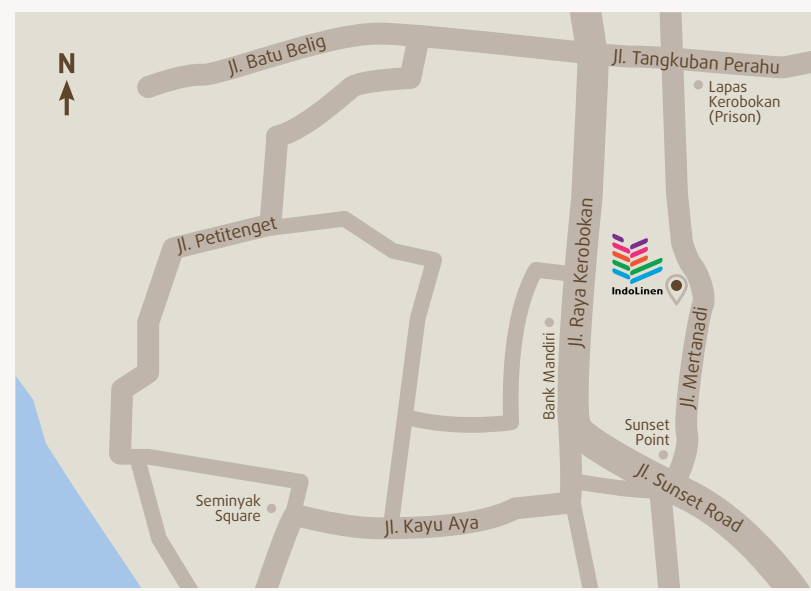 N
Jl. Batu Belig
Jl. Tangkuban Perahu
Lapas
Kerobokan
(Prison)
Jl. Petitenget
Jl. Raya Kerobokan
IndoLinen
Jl. Mertanadi
Bank Mandiri
Sunset
Point
Jl. Sunset Road
Seminyak
Square
Jl. Kayu Aya